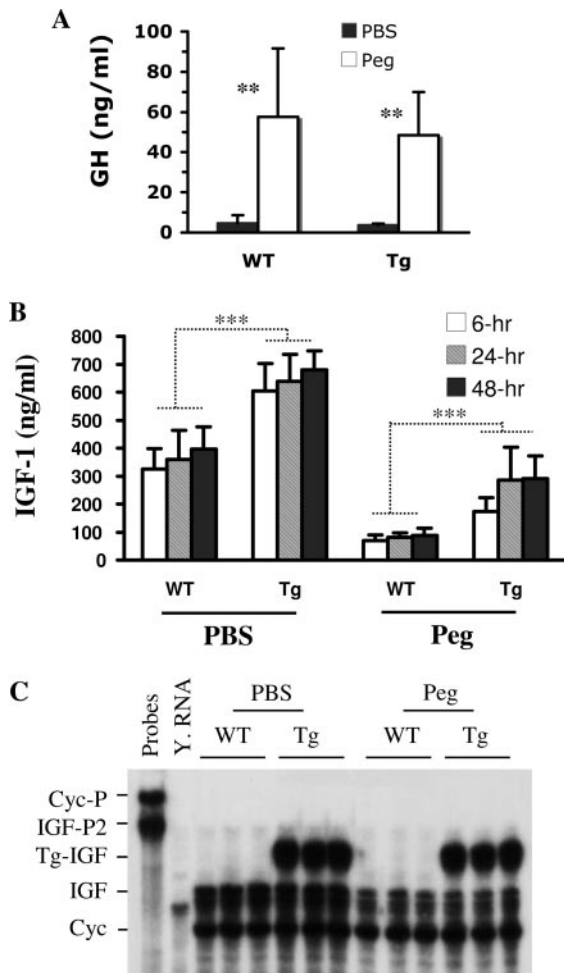 A
GH (ng/ml)
100
80
60
40
20
0
PBS
Peg
**
**
WT
Tg
B
IGF-1 (ng/ml)
800
700
600
500
400
300
200
100
0
***
***
6-hr
24-hr
48-hr
WT
Tg
WT
Tg
PBS
Peg
C
Probes
Y. RNA
PBS
Peg
WT
Tg
WT
Tg
Cyc-P
IGF-P2
Tg-IGF
IGF
Cyc